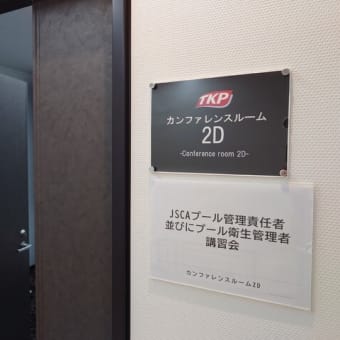 TKP
カンファレンスルーム
2D
-Conference room 2D-
JSCAプール管理責任者
並びにプール衛生管理者
講習会
カンファレンスルーム2D